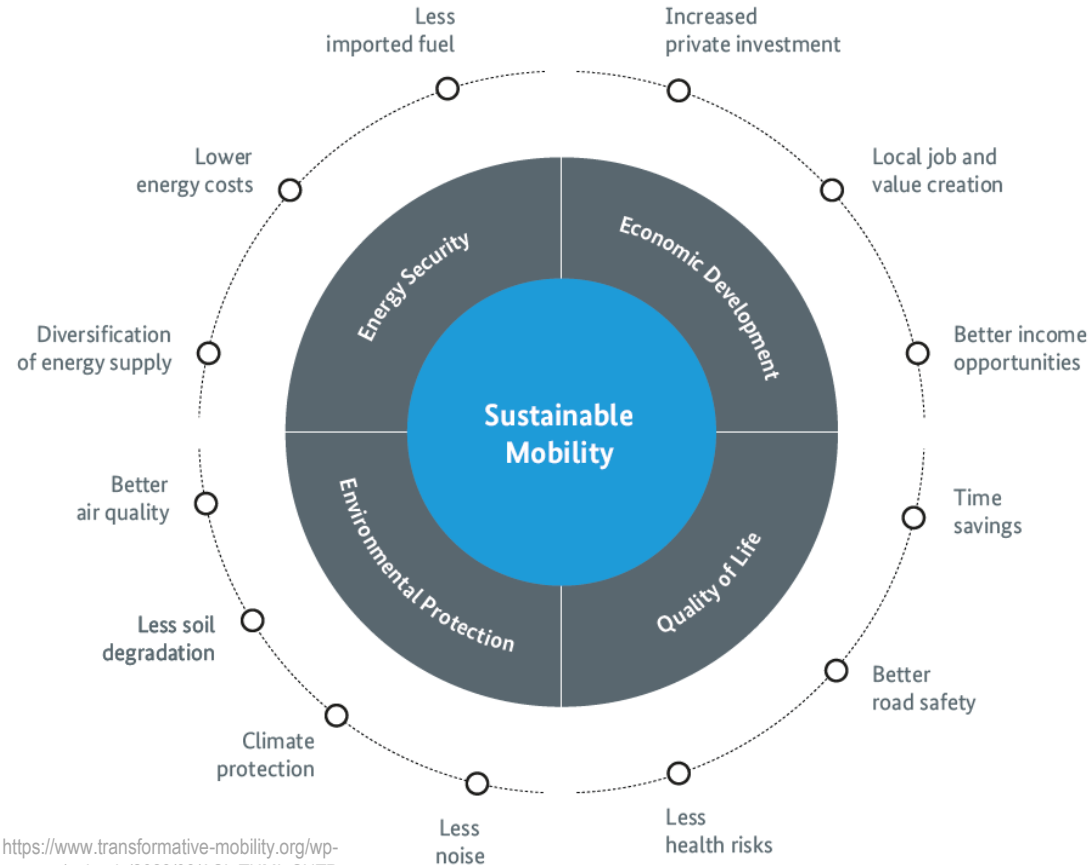 Less
imported fuel
Increased
private investment
Lower
energy costs
Local job and
value creation
Energy Security
Economic Development
Diversification
of energy supply
Better income
opportunities
Sustainable
Mobility
Better
air quality
Time
savings
Environmental Protection
Quality of Life
Less soil
degradation
Better
road safety
Climate
protection
Less
noise
Less
health risks
https://www.transformative-mobility.org/wp-